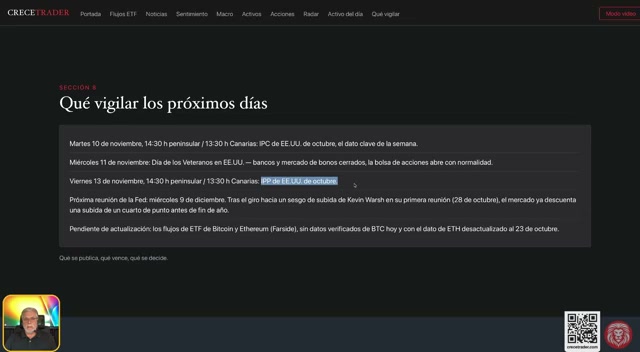 CRECETRADER
Portada Flujos ETF Noticias Sentimiento Macro Activos Acciones Radar Activo del día Qué vigilar
Modo vídeo
SECCIÓN 8
Qué vigilar los próximos días
Martes 10 de noviembre, 14:30 h peninsular / 13:30 h Canarias: IPC de EE.UU. de octubre, el dato clave de la semana.
Miércoles 11 de noviembre: Día de los Veteranos en EE.UU. — bancos y mercado de bonos cerrados, la bolsa de acciones abre con normalidad.
Viernes 13 de noviembre, 14:30 h peninsular / 13:30 h Canarias: IPP de EE.UU. de octubre.
Próxima reunión de la Fed: miércoles 9 de diciembre. Tras el giro hacia un sesgo de subida de Kevin Warsh en su primera reunión (28 de octubre), el mercado ya descuenta
una subida de un cuarto de punto antes de fin de año.
Pendiente de actualización: los flujos de ETF de Bitcoin y Ethereum (Farside), sin datos verificados de BTC hoy y con el dato de ETH desactualizado al 23 de octubre.
Qué se publica, qué vence, qué se decide.
crecetrader.com